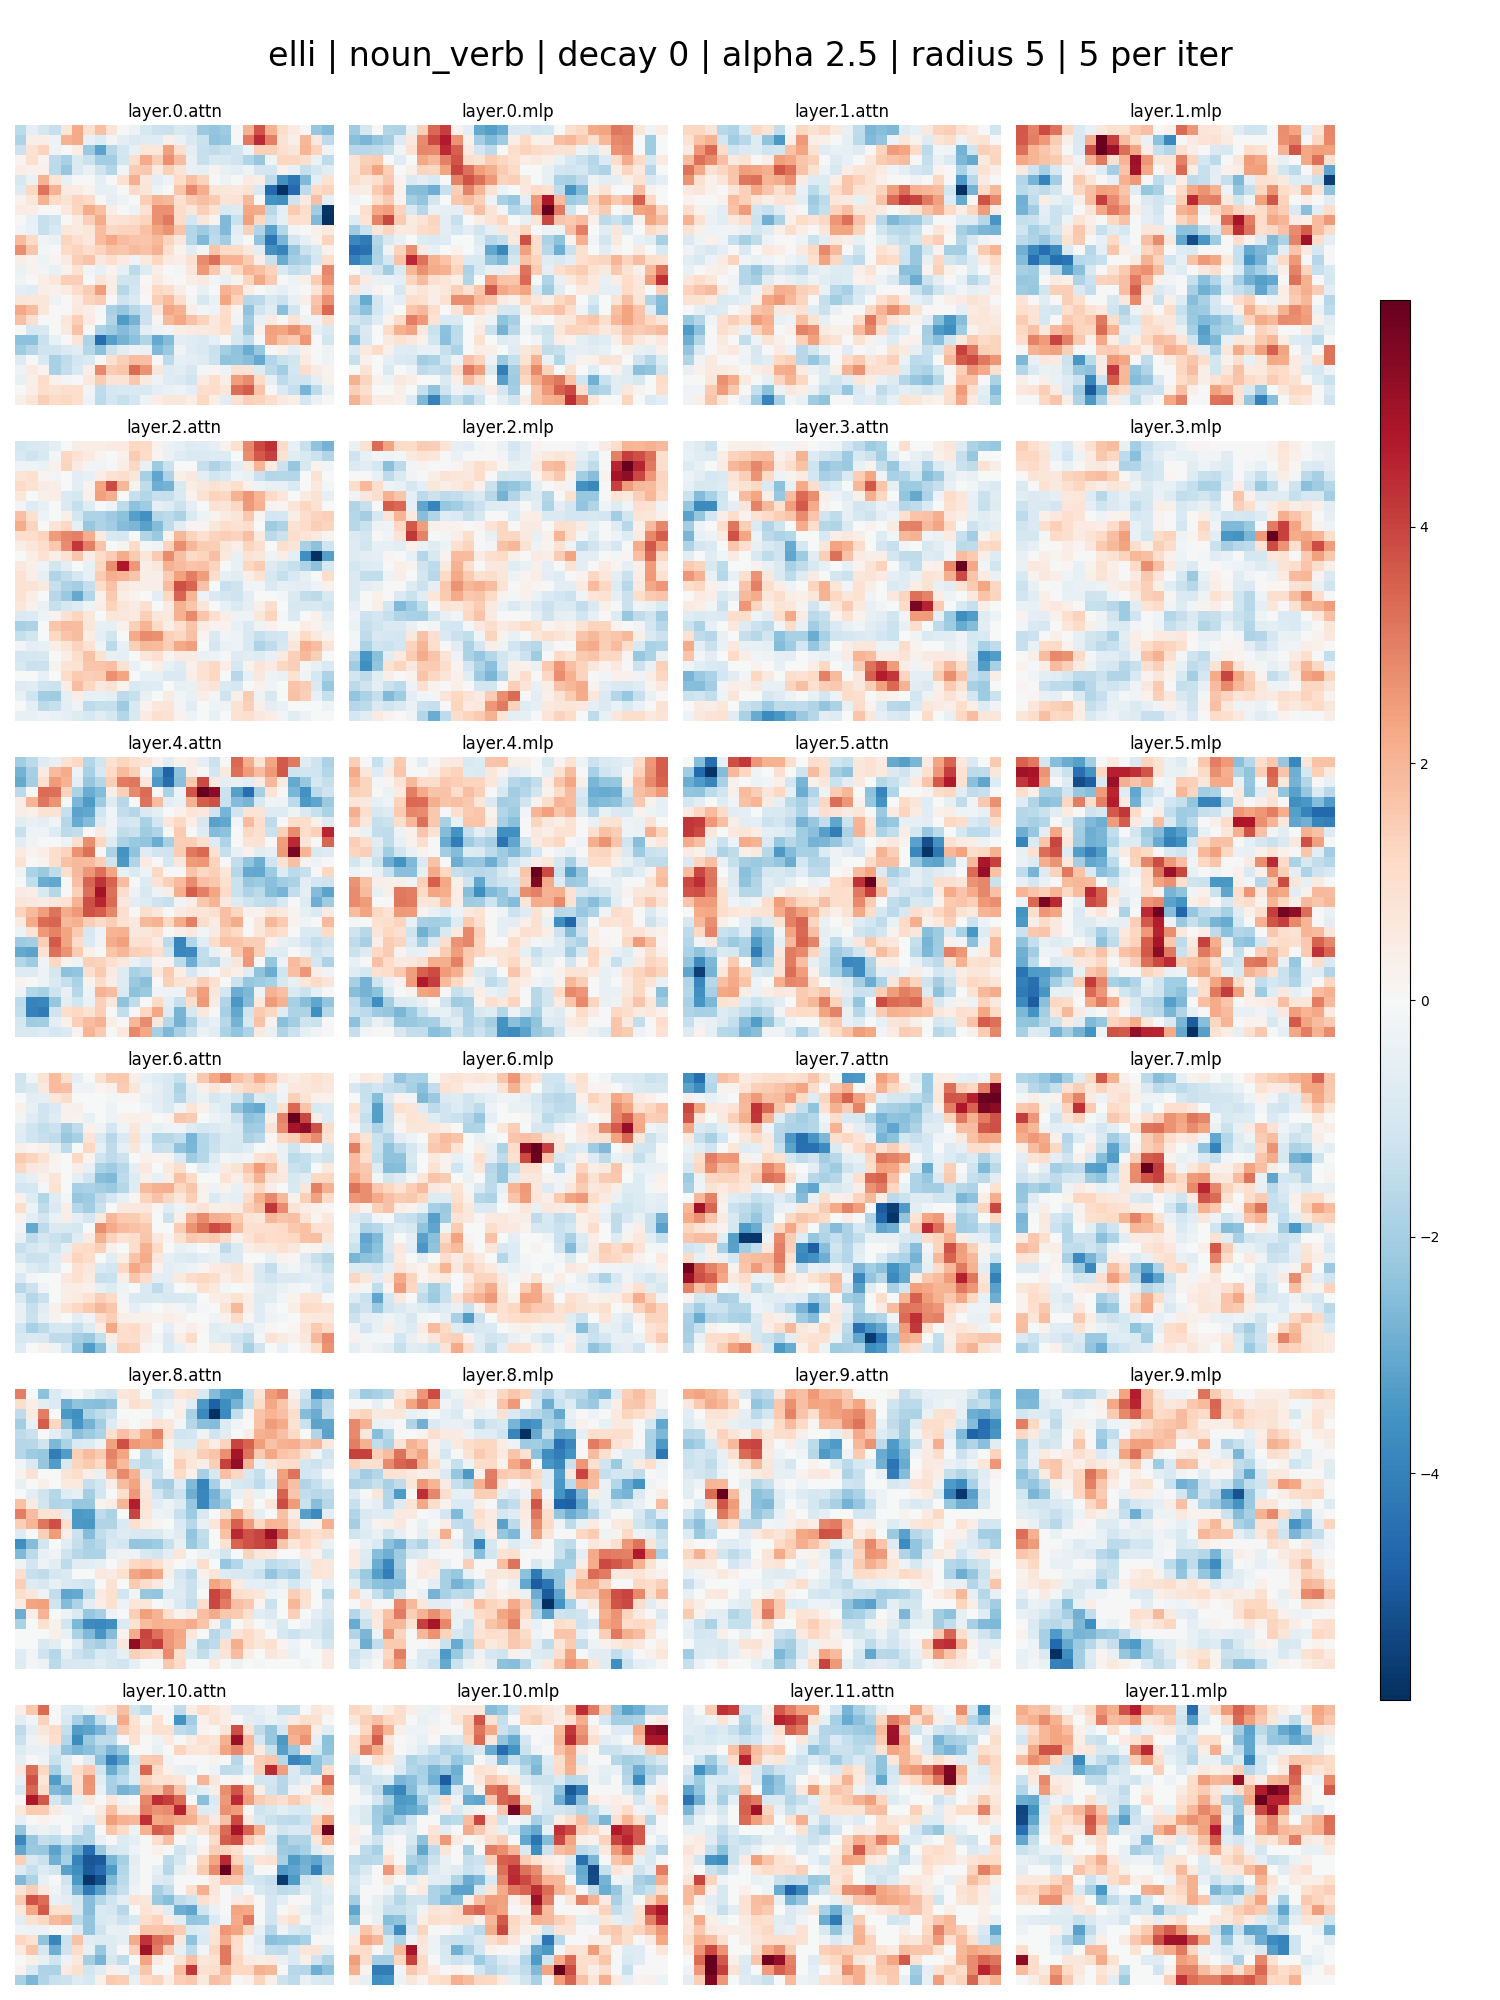 elli | noun_verb | decay 0 | alpha 2.5 | radius 5 | 5 per iter
layer.0.attn
layer.0.mlp
layer.1.attn
layer.1.mlp
layer.2.attn
layer.2.mlp
layer.3.attn
layer.3.mlp
layer.4.attn
layer.4.mlp
layer.5.attn
layer.5.mlp
layer.6.attn
layer.6.mlp
layer.7.attn
layer.7.mlp
layer.8.attn
layer.8.mlp
layer.9.attn
layer.9.mlp
layer.10.attn
layer.10.mlp
layer.11.attn
layer.11.mlp
4
2
0
−2
−4